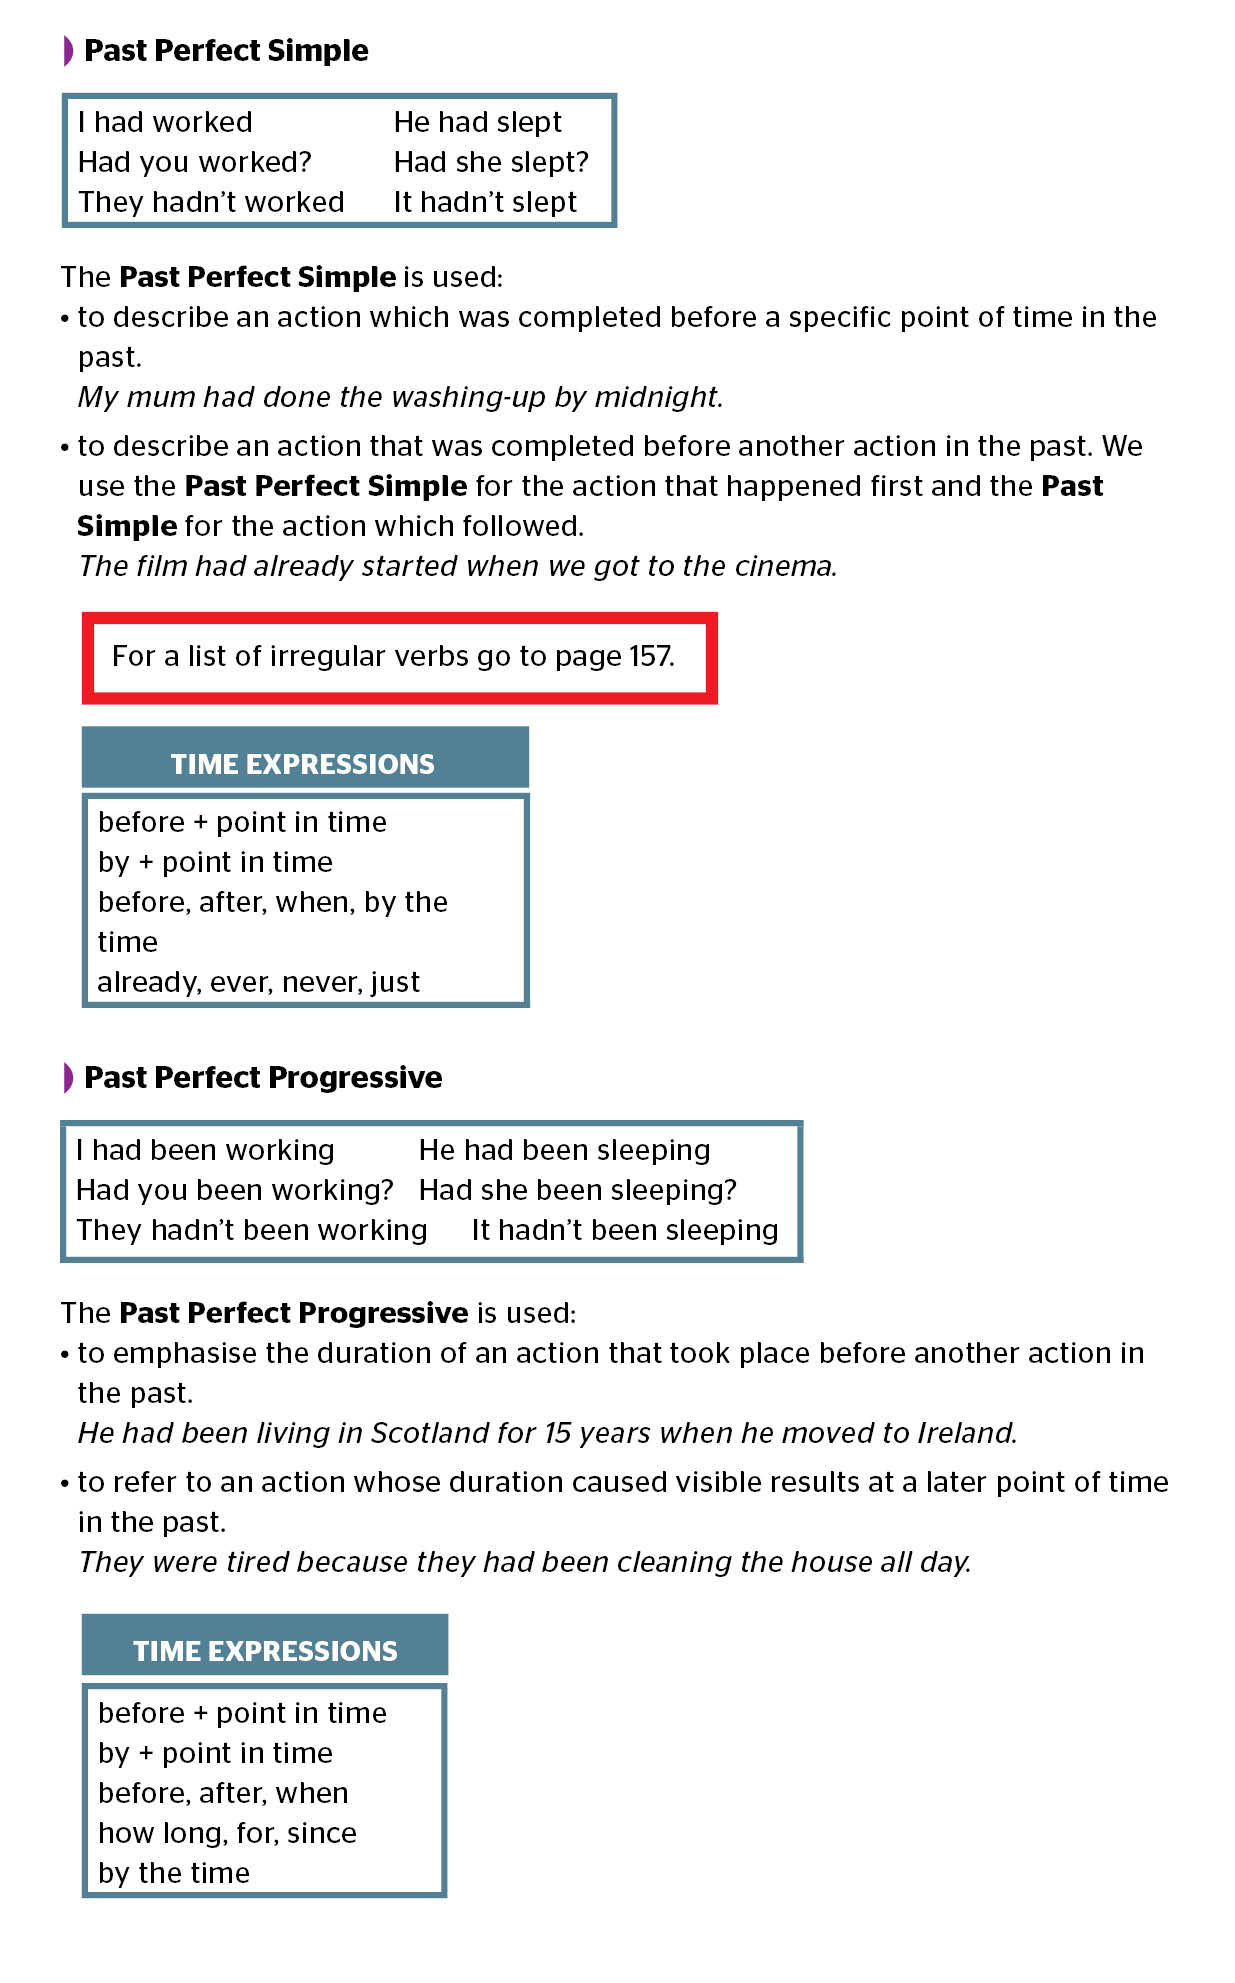 Past Perfect Simple
I had worked He had slept
Had you worked? Had she slept?
They hadn't worked It hadn't slept
The Past Perfect Simple is used:
• to describe an action which was completed before a specific point of time in the
past.
My mum had done the washing-up by midnight.
• to describe an action that was completed before another action in the past. We
use the Past Perfect Simple for the action that happened first and the Past
Simple for the action which followed.
The film had already started when we got to the cinema.
For a list of irregular verbs go to page 157.
TIME EXPRESSIONS
before + point in time
by + point in time
before, after, when, by the
time
already, ever, never, just
Past Perfect Progressive
I had been working He had been sleeping
Had you been working? Had she been sleeping?
They hadn't been working It hadn't been sleeping
The Past Perfect Progressive is used:
• to emphasise the duration of an action that took place before another action in
the past.
He had been living in Scotland for 15 years when he moved to Ireland.
• to refer to an action whose duration caused visible results at a later point of time
in the past.
They were tired because they had been cleaning the house all day.
TIME EXPRESSIONS
before + point in time
by + point in time
before, after, when
how long, for, since
by the time